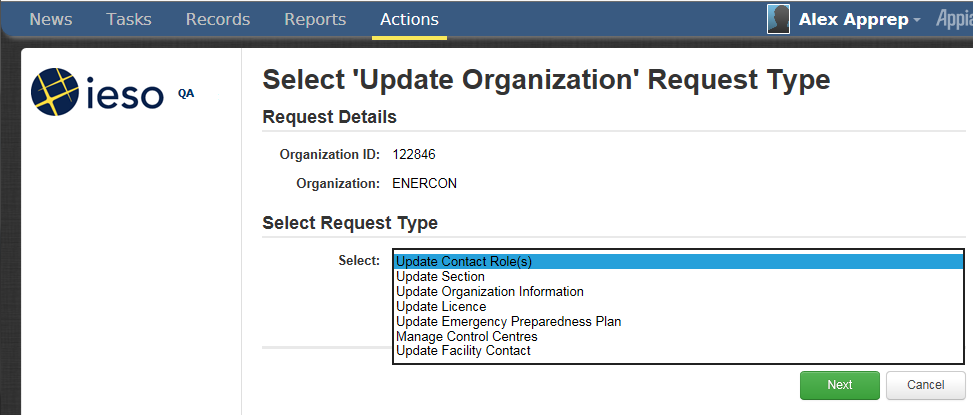 News Tasks Records Reports Actions Alex Apprep Appia
ieso QA
Select 'Update Organization' Request Type
Request Details
Organization ID: 122846
Organization: ENERCON
Select Request Type
Select:
Update Contact Role(s)
Update Section
Update Organization Information
Update Licence
Update Emergency Preparedness Plan
Manage Control Centres
Update Facility Contact
Next Cancel